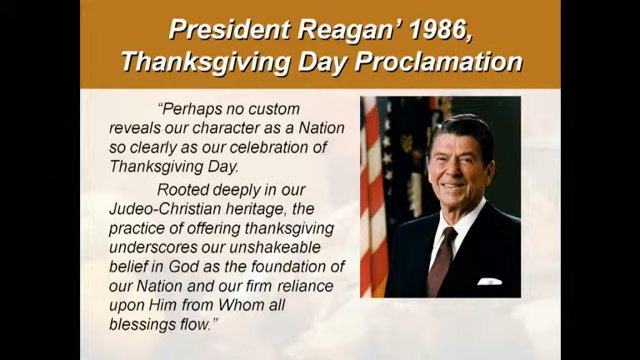 President Reagan’ 1986,
Thanksgiving Day Proclamation
“Perhaps no custom
reveals our character as a Nation
so clearly as our celebration of
Thanksgiving Day.
Rooted deeply in our
Judeo-Christian heritage, the
practice of offering thanksgiving
underscores our unshakeable
belief in God as the foundation of
our Nation and our firm reliance
upon Him from Whom all
blessings flow.”